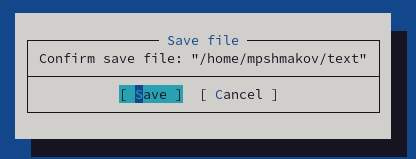 Save file
Confirm save file: "/home/mpshmakov/text"
[ Save ] [ Cancel ]